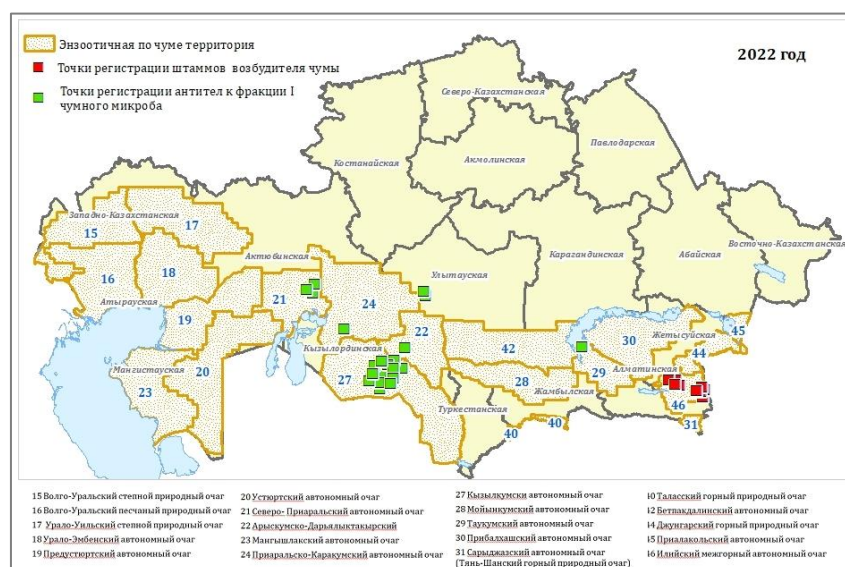 Энзоотичная по чуме территория
Точки регистрации штаммов возбудителя чумы
Точки регистрации антител к фракции I
чумного микроба
2022 год
Северо-Казахстанская
Костанайская
Акмолинская
Павлодарская
Западно-Казахстанская
15
17
Актюбинская
Улытауская
Карагандинская
Абайская
Восточно-Казахстанская
16
18
Атырауская
21
24
19
22
Кызылординская
42
30
Жетысуйская
45
44
Мангистауская
20
23
27
28
29
Алматинская
Жамбылская
46
Туркестанская
40
40
31
15 Волго-Уральский степной природный очаг
16 Волго-Уральский песчаный природный очаг
17 Урало-Уильский степной природный очаг
18 Урало-Эмбенский автономный очаг
19 Предустюртский автономный очаг
20 Устюртский автономный очаг
21 Северо- Приаральский автономный очаг
22 Арыскумско-Дарьялыктакырский
23 Мангышлакский автономный очаг
24 Приаральско-Каракумский автономный очаг
27 Кызылкумски автономный очаг
28 Мойынкумский автономный очаг
29 Таукумский автономный очаг
30 Прибалхашский автономный очаг
31 Сарыджазский автономный очаг
(Тянь-Шанский горный природный очаг)
40 Таласский горный природный очаг
42 Бетпакдалинский автономный очаг
44 Джунгарский горный природный очаг
45 Приалакольский автономный очаг
46 Илийский межгорный автономный очаг